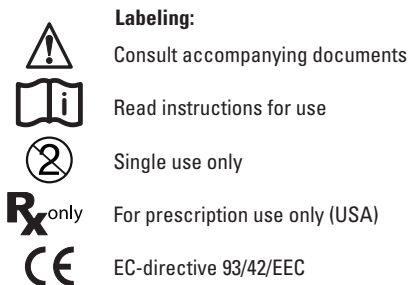 Labeling:
Consult accompanying documents
i
Read instructions for use
2
Single use only
Rx only
For prescription use only (USA)
CE
EC-directive 93/42/EEC